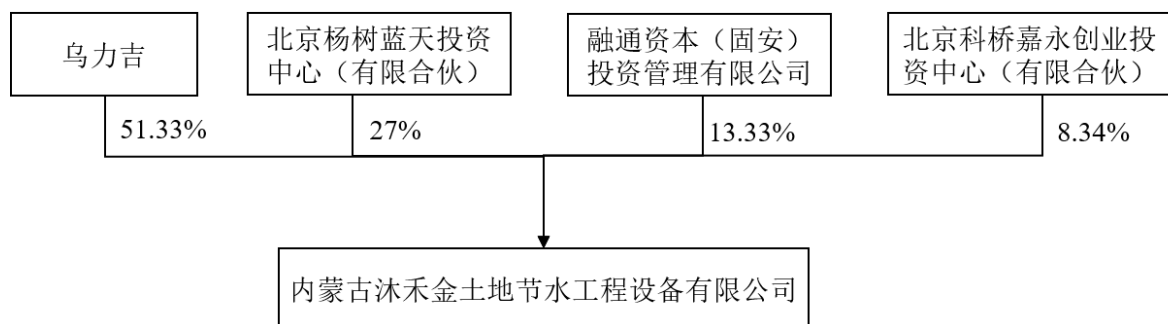 乌力吉
北京杨树蓝天投资
中心（有限合伙）
融通资本（固安）
投资管理有限公司
北京科桥嘉永创业投
资中心（有限合伙）
51.33%
27%
13.33%
8.34%
内蒙古沐禾金土地节水工程设备有限公司